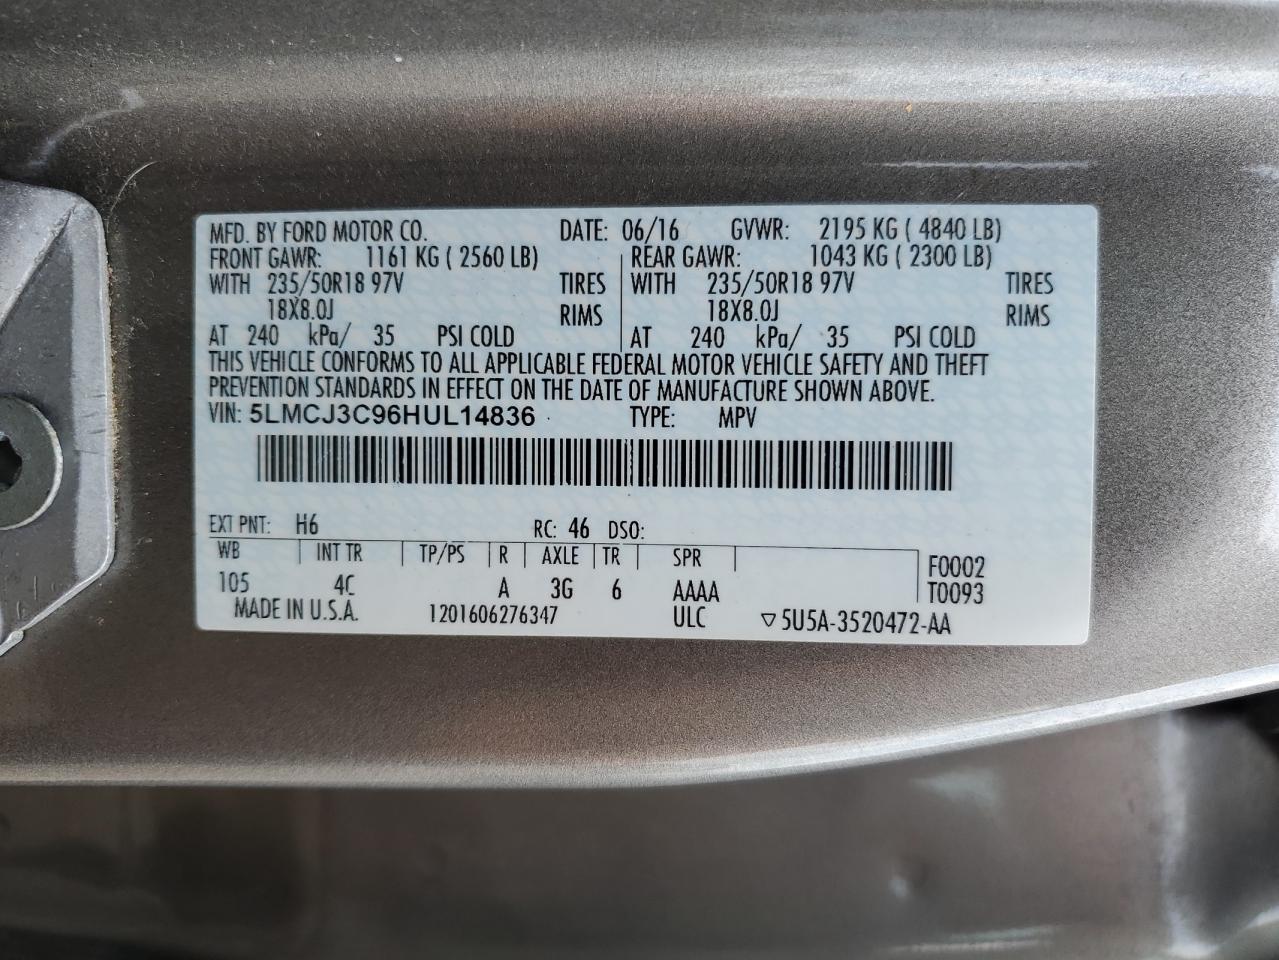 MFD. BY FORD MOTOR CO. DATE: 06/16 GVWR: 2195 KG ( 4840 LB)
FRONT GAWR: 1161 KG ( 2560 LB) REAR GAWR: 1043 KG ( 2300 LB)
WITH 235/50R18 97V TIRES WITH 235/50R18 97V TIRES
18X8.0J RIMS 18X8.0J RIMS
AT 240 kPa/ 35 PSI COLD AT 240 kPa/ 35 PSI COLD
THIS VEHICLE CONFORMS TO ALL APPLICABLE FEDERAL MOTOR VEHICLE SAFETY AND THEFT
PREVENTION STANDARDS IN EFFECT ON THE DATE OF MANUFACTURE SHOWN ABOVE.
VIN: 5LMCJ3C96HUL14836 TYPE: MPV
EXT PNT: H6 RC: 46 DSO:
WB INT TR TP/PS R AXLE TR SPR F0002
105 4C A 3G 6 AAAA T0093
MADE IN U.S.A. 1201606276347 ULC ▽5U5A-3520472-AA